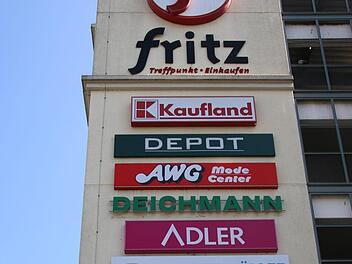 fritz
Treffpunkt • Einkaufen
K Kaufland
DEPOT
AWG Mode
Center
DEICHMANN
ADLER